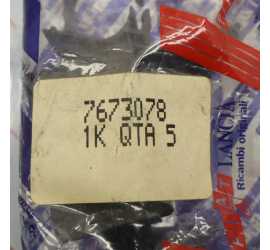 7673078
1K QTA 5
LANCIA
Ricambi originali